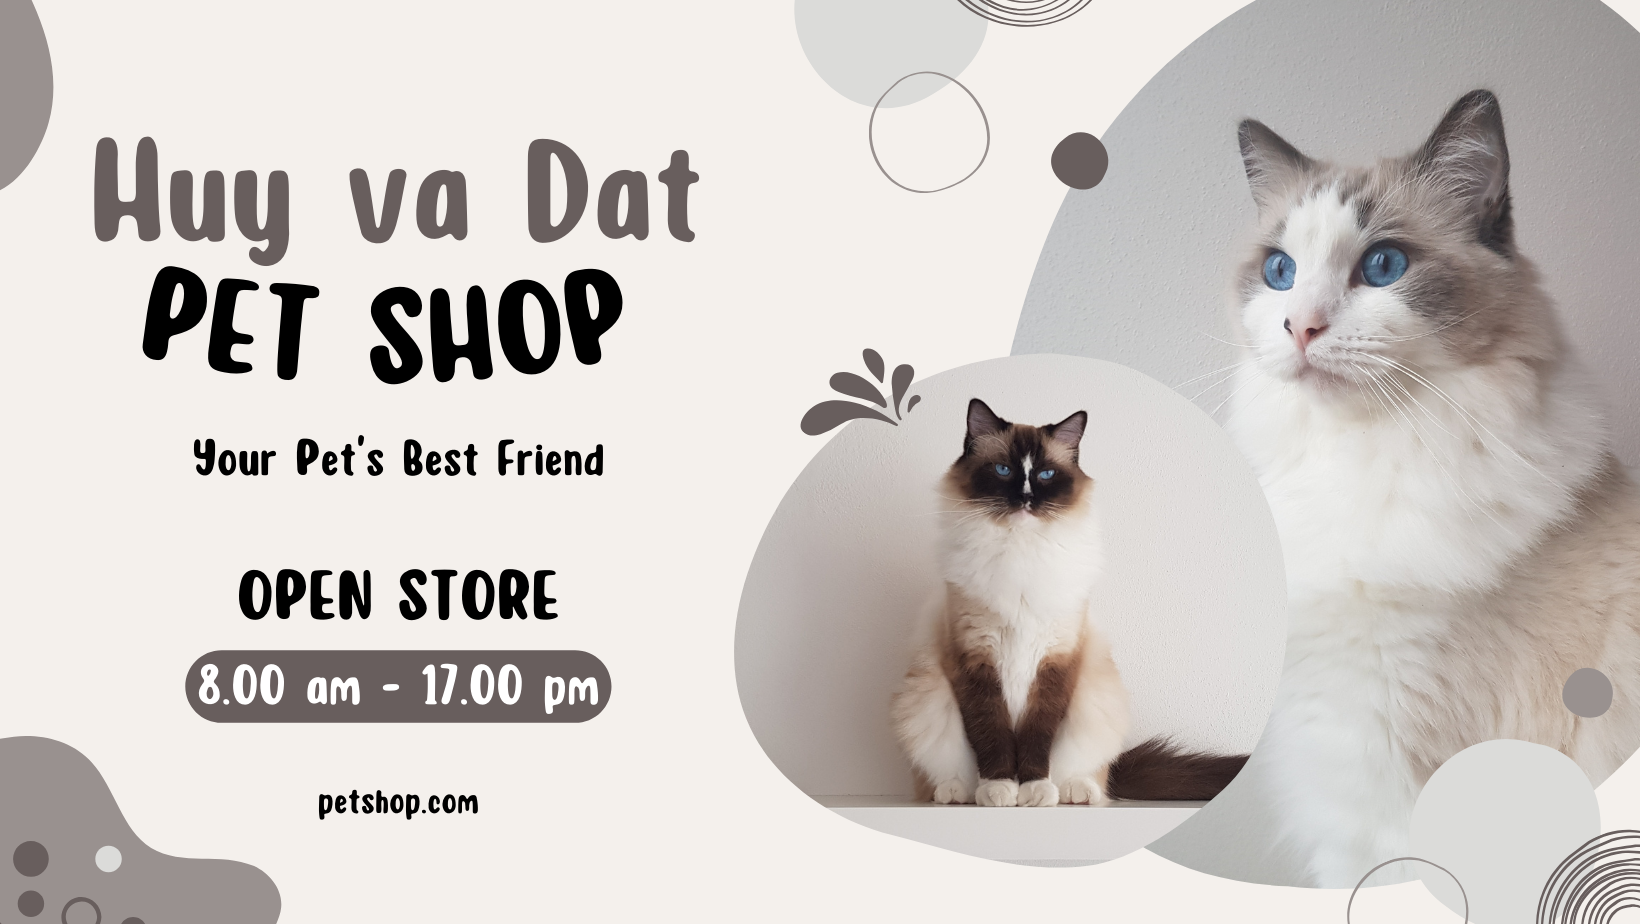 Huy va Dat
PET SHOP
Your Pet's Best Friend
OPEN STORE
8.00 am - 17.00 pm
petshop.com